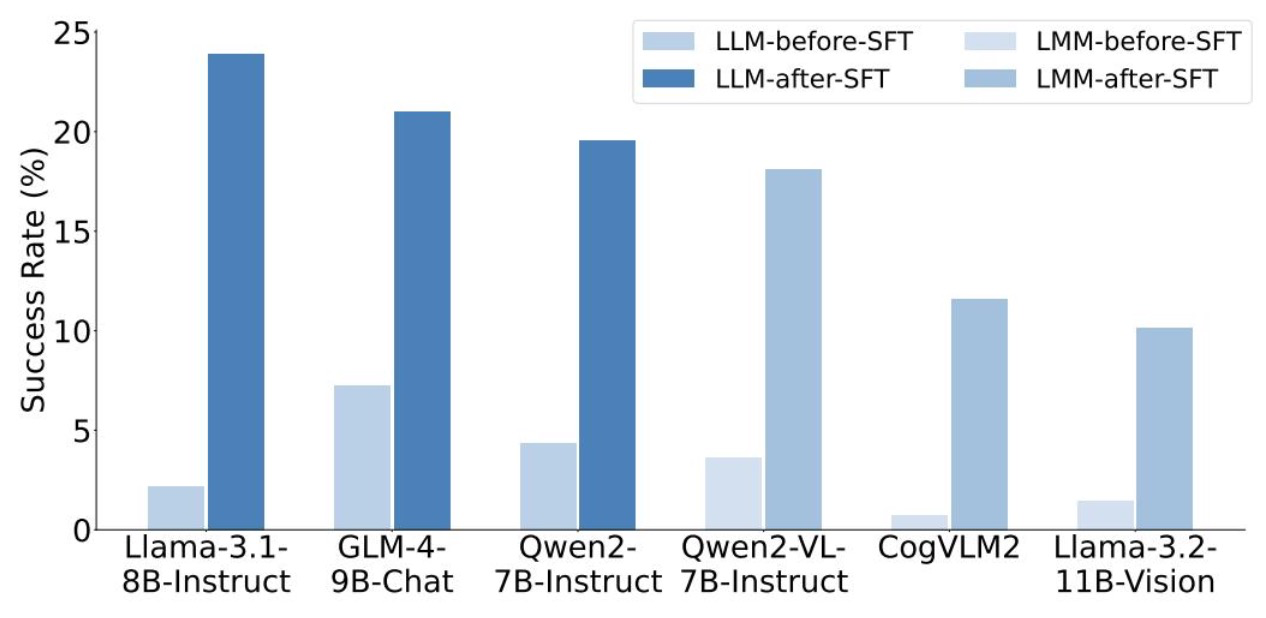 LLM-before-SFT
LLM-after-SFT
LMM-before-SFT
LMM-after-SFT
Success Rate (%)
25
20
15
10
5
0
Llama-3.1-
8B-Instruct
GLM-4-
9B-Chat
Qwen2-
7B-Instruct
Qwen2-VL-
7B-Instruct
CogVLM2
Llama-3.2-
11B-Vision